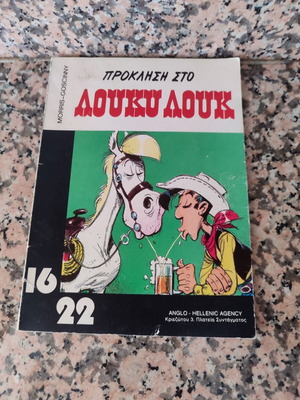 MORRIS-GOSCINNY
ΠΡΟΚΛΗΣΗ ΣΤΟ
ΛΟΥΚΥ ΛΟΥΚ
16
22
ANGLO - HELLENIC AGENCY
Κριεζώτου 3. Πλατεία Συντάγματος